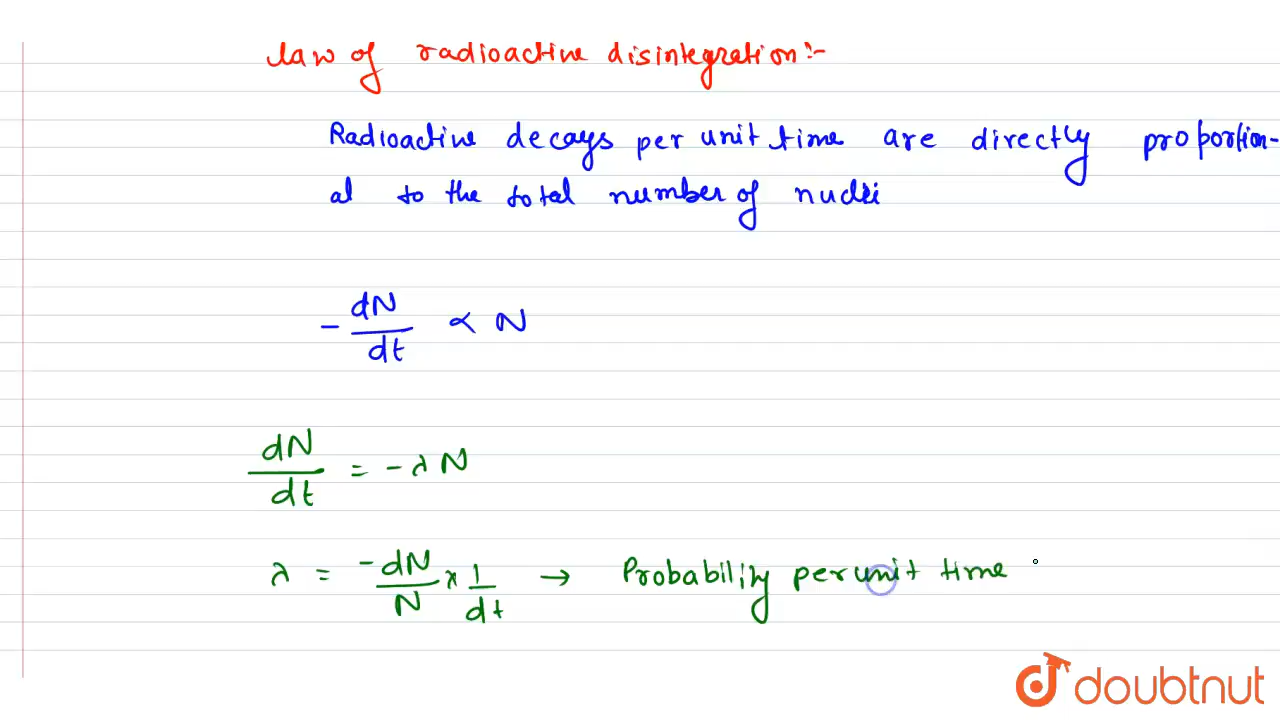 law of radioactive disintegration:-
Radioactive decays per unit time are directly proportion-
al to the total number of nuclei
- dN/dt ∝ N
dN/dt = - λ N
λ = -dN/N × 1/dt → Probability per unit time
doubtnut